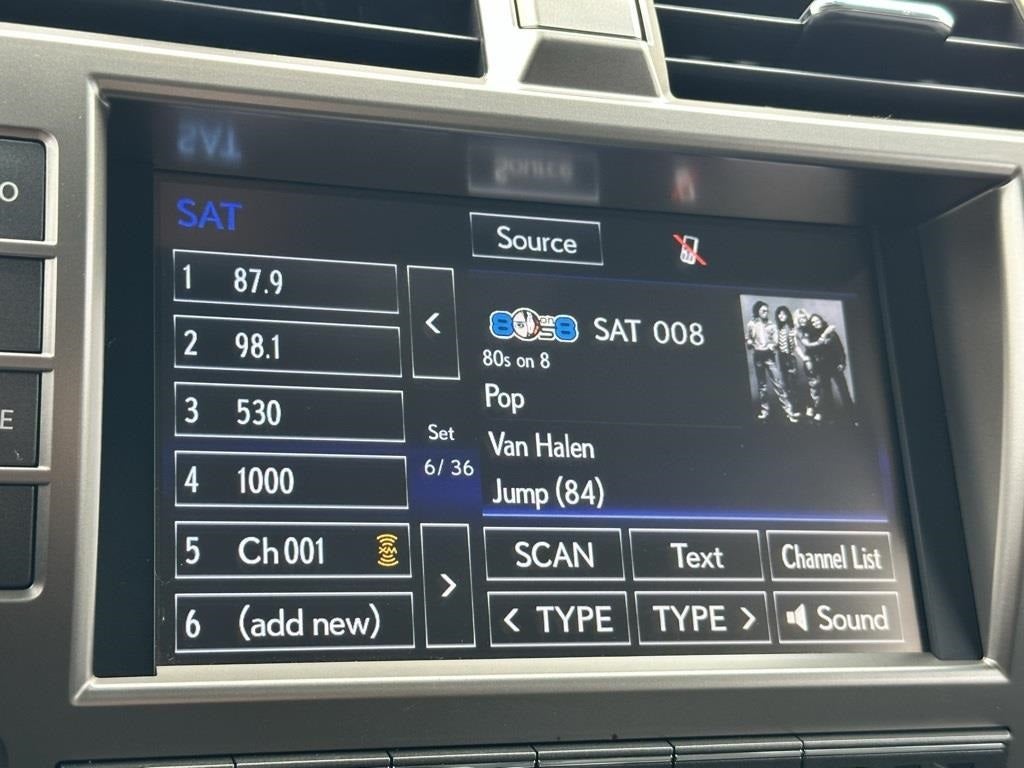 O
E
SAT
Source
1 87.9
2 98.1
3 530
4 1000
5 Ch 001 XM
6 (add new)
<
Set
6/ 36
>
80s on 8 SAT 008
80s on 8
Pop
Van Halen
Jump (84)
SCAN Text Channel List
< TYPE TYPE > Sound